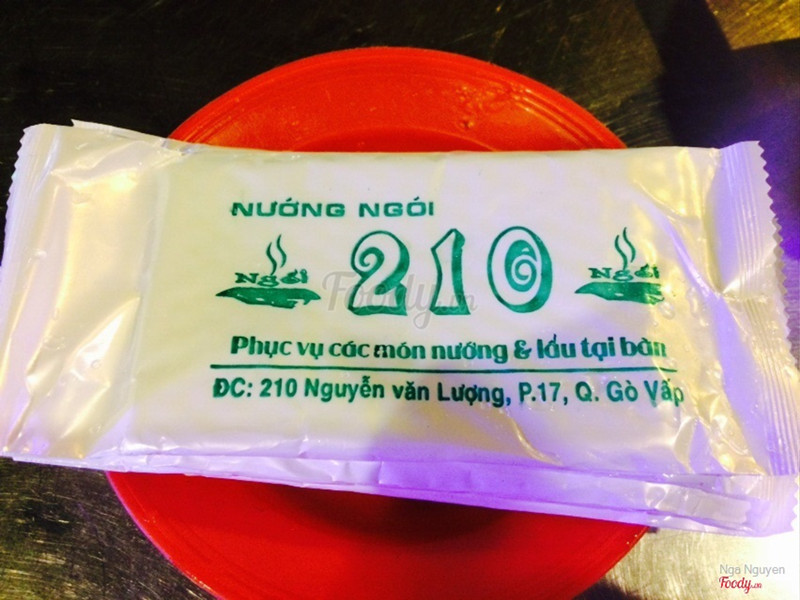 NƯỚNG NGÓI
Ngói 210 Ngói
Phục vụ các món nướng & lẩu tại bàn
ĐC: 210 Nguyễn văn Lượng, P.17, Q. Gò Vấp
Foody.vn
Nga Nguyen
Foody.vn